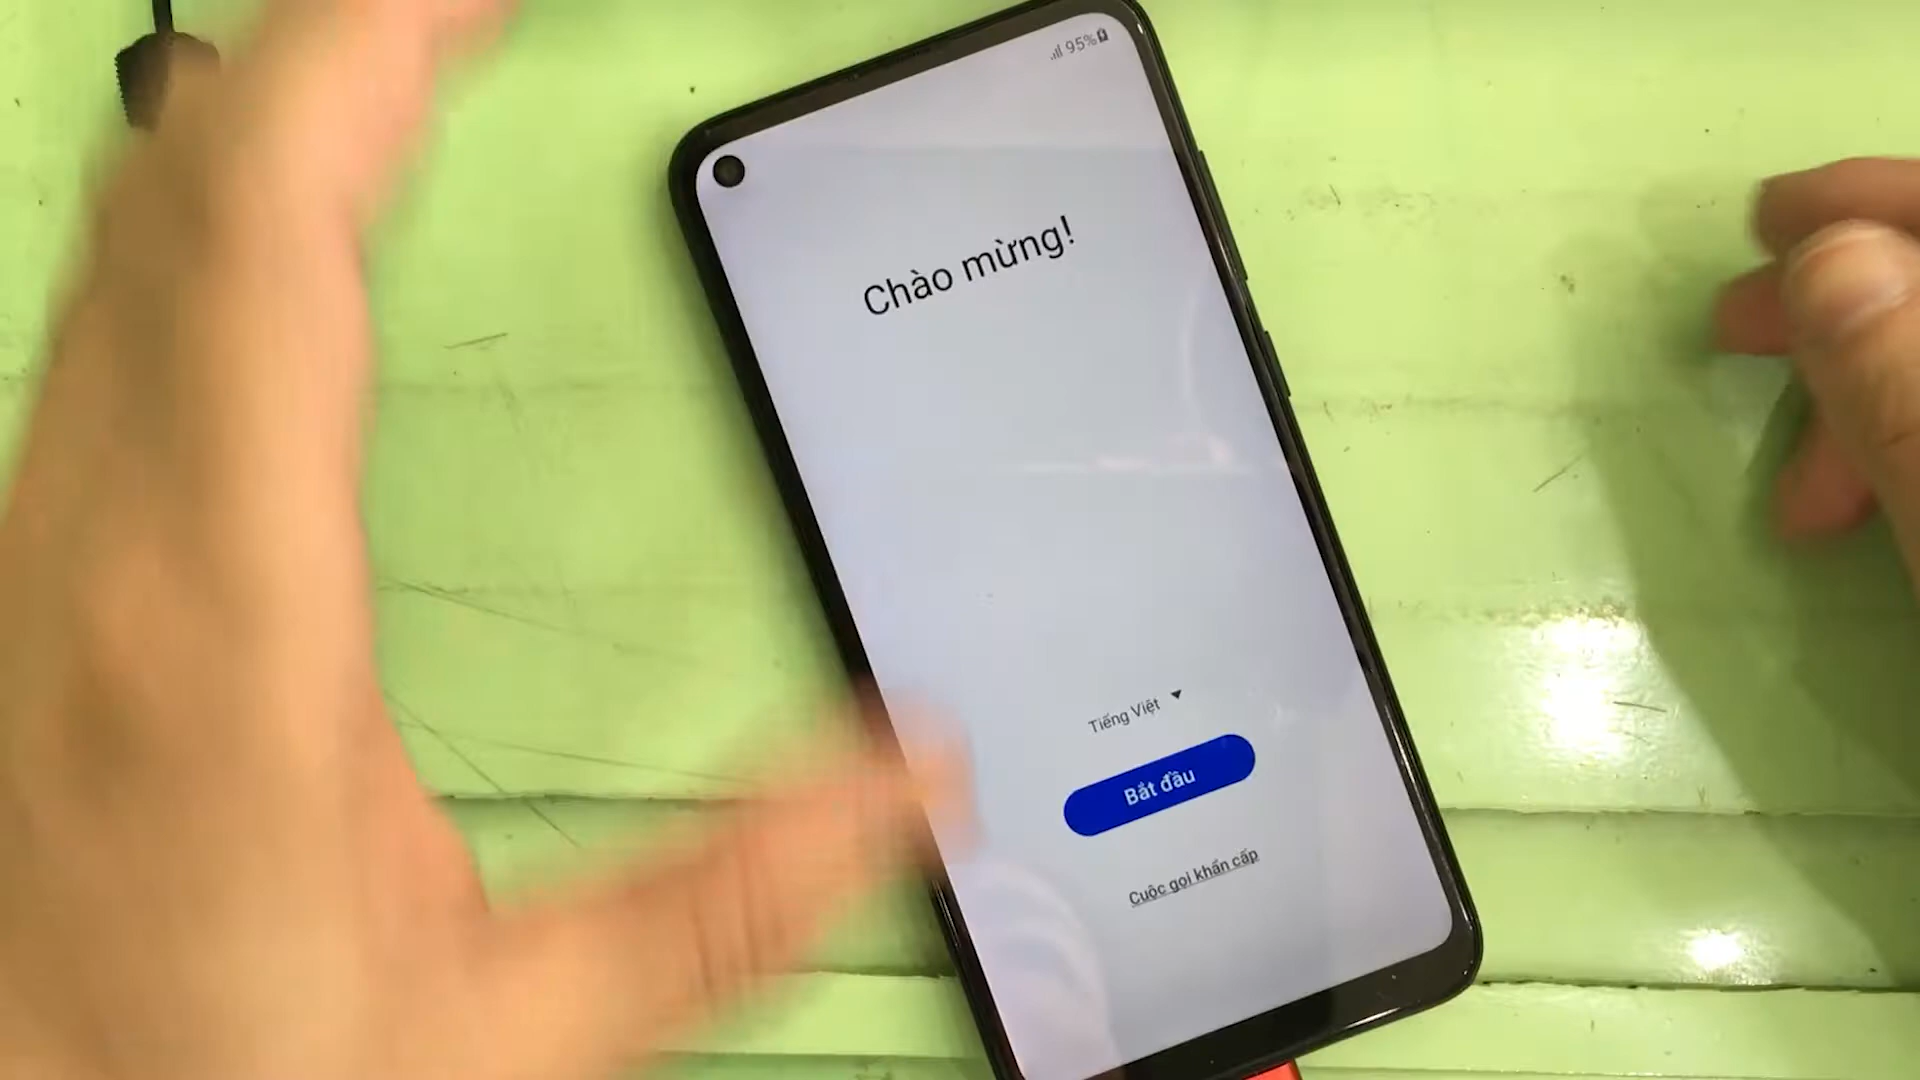 95%
Chào mừng!
Tiếng Việt
Bắt đầu
Cuộc gọi khẩn cấp